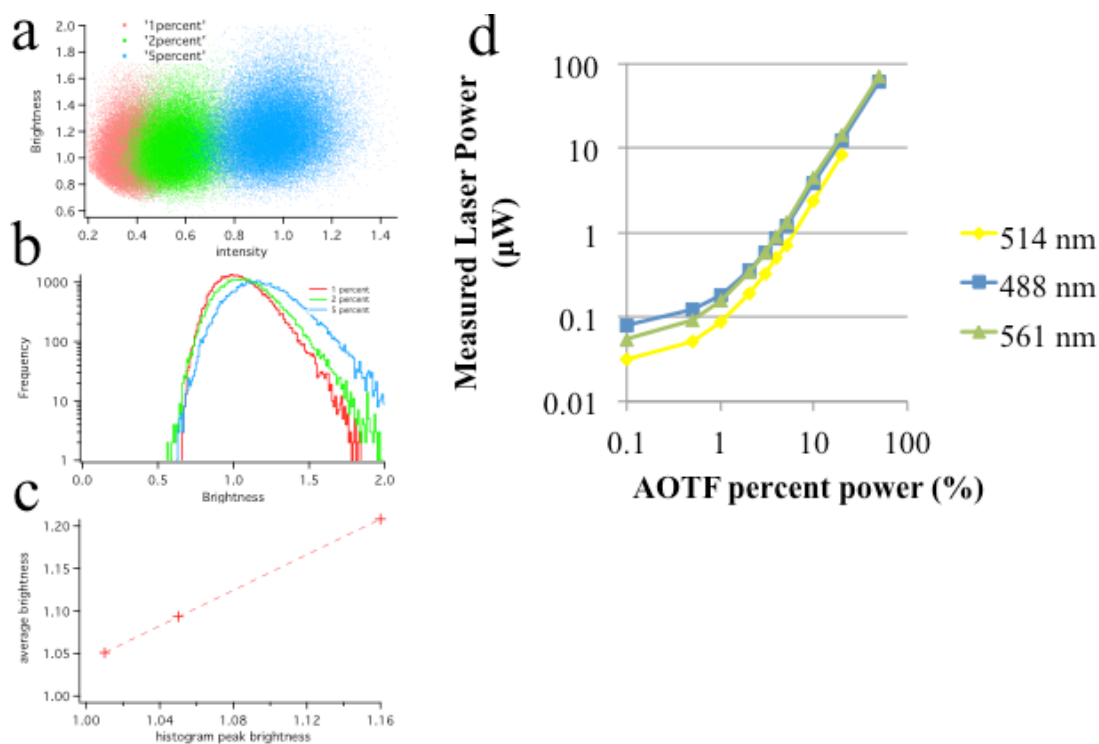 a
'1percent'
'2percent'
'5percent'
2.0
1.8
1.6
1.4
1.2
1.0
0.8
0.6
Brightness
0.2 0.4 0.6 0.8 1.0 1.2 1.4
intensity
b
1 percent
2 percent
5 percent
1000
100
10
1
Frequency
0.0 0.5 1.0 1.5 2.0
Brightness
c
1.20
1.15
1.10
1.05
1.00
average brightness
1.00 1.04 1.08 1.12 1.16
histogram peak brightness
d
Measured Laser Power
(µW)
100
10
1
0.1
0.01
0.1 1 10 100
AOTF percent power (%)
514 nm
488 nm
561 nm